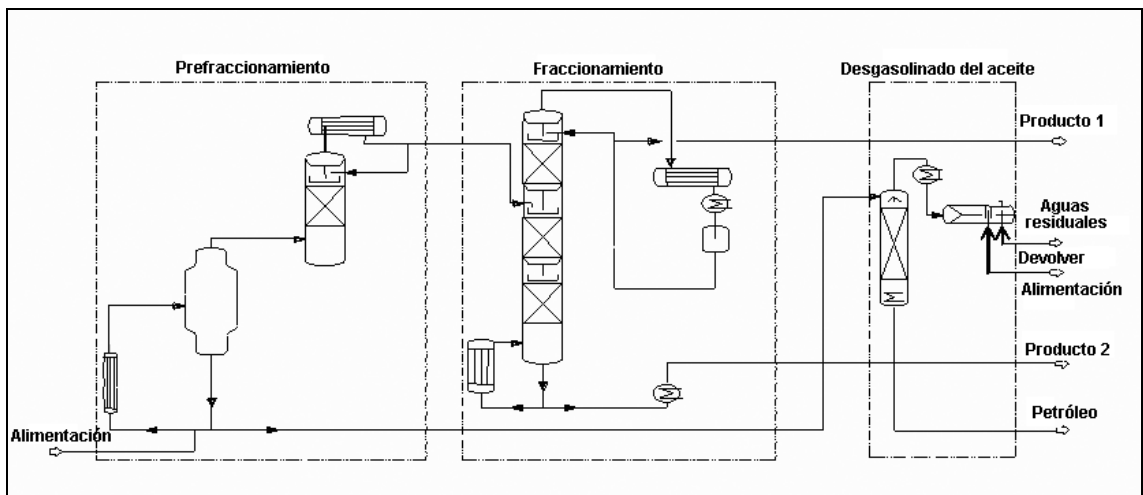 Prefraccionamiento
Fraccionamiento
Desgasolinado del aceite
Producto 1
Aguas
residuales
Devolver
Alimentación
Producto 2
Petróleo
Alimentación